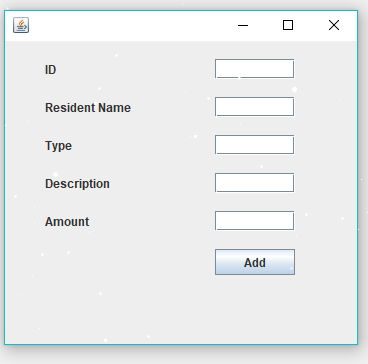 ID
Resident Name
Type
Description
Amount
Add